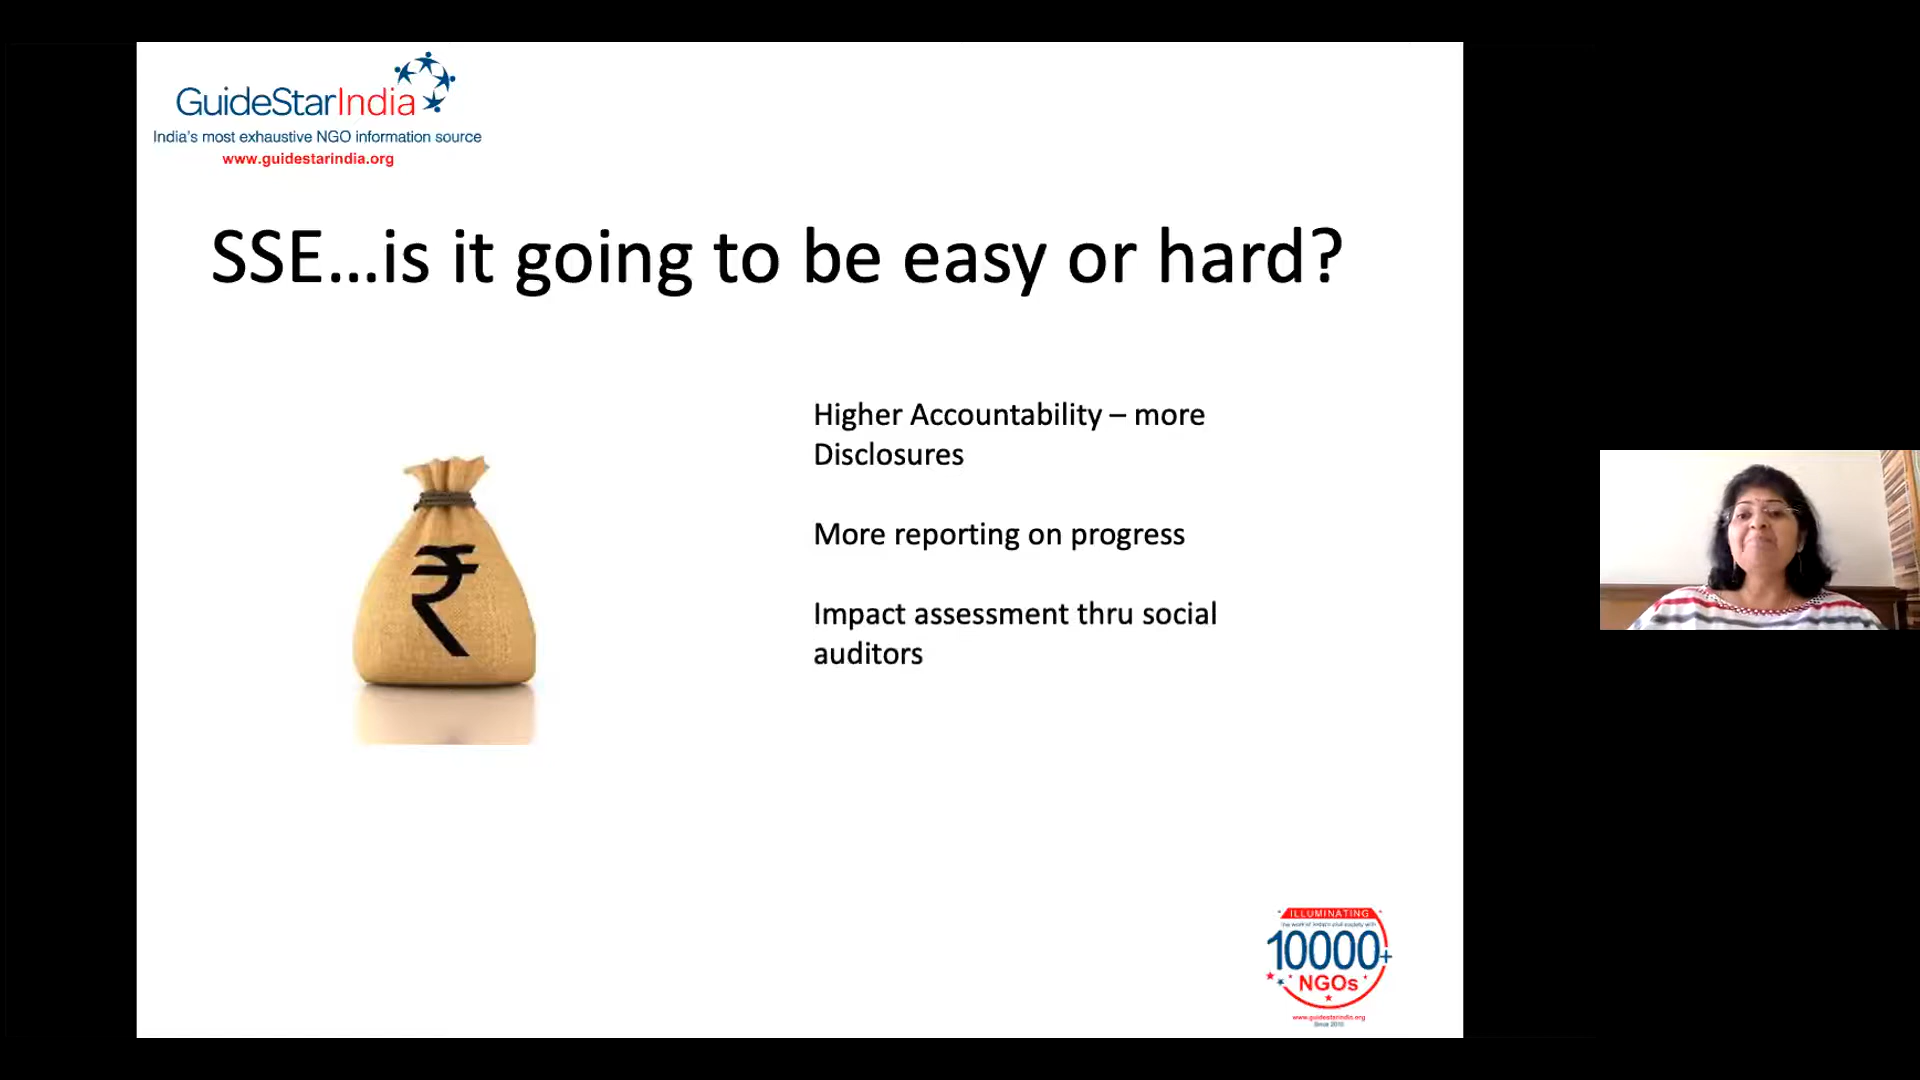 GuideStarIndia
India's most exhaustive NGO information source
www.guidestarindia.org
SSE...is it going to be easy or hard?
Higher Accountability – more
Disclosures
More reporting on progress
Impact assessment thru social
auditors
₹
ILLUMINATING
10000+
NGOs
www.guidestarindia.org
Since 2010